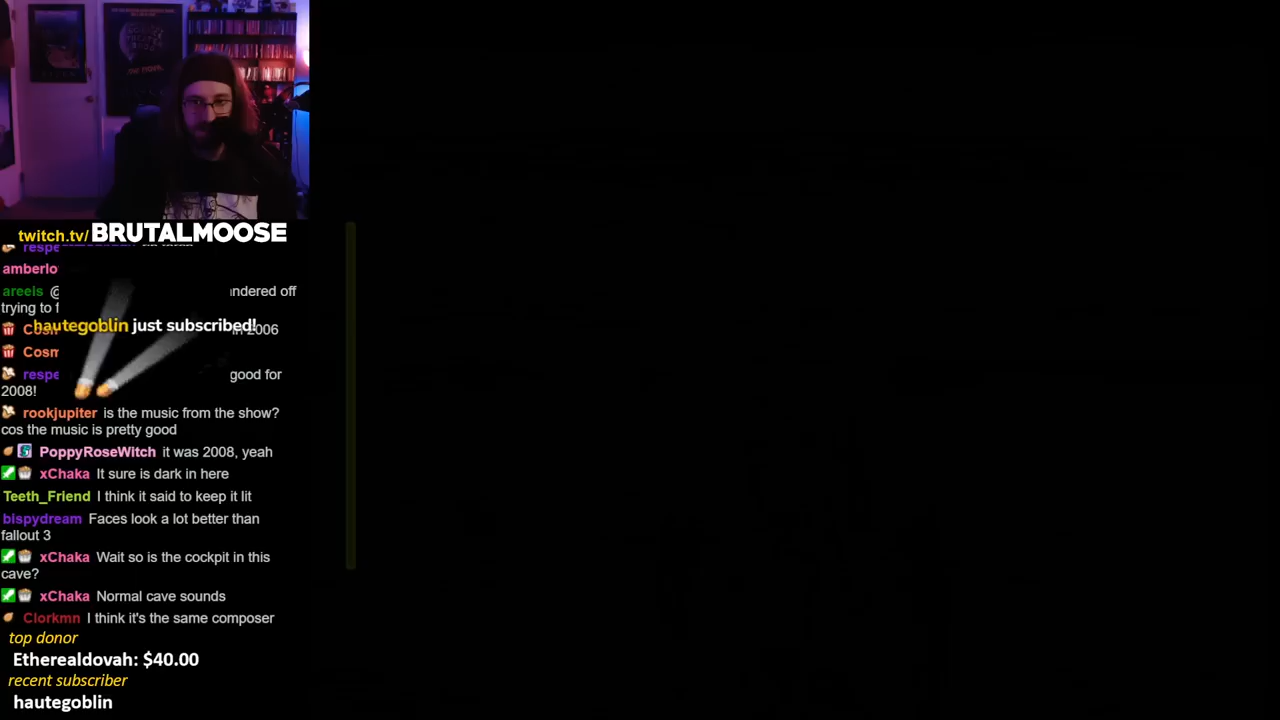 twitch.tv/BRUTALMOOSE
respe
amberlo
areels @ ndered off
trying to f
hautegoblin just subscribed!
Cosm n 2006
Cosm
respe good for
2008!
rookjupiter is the music from the show?
cos the music is pretty good
PoppyRoseWitch it was 2008, yeah
xChaka It sure is dark in here
Teeth_Friend I think it said to keep it lit
bispydream Faces look a lot better than
fallout 3
xChaka Wait so is the cockpit in this
cave?
xChaka Normal cave sounds
Clorkmn I think it's the same composer
top donor
Etherealdovah: $40.00
recent subscriber
hautegoblin